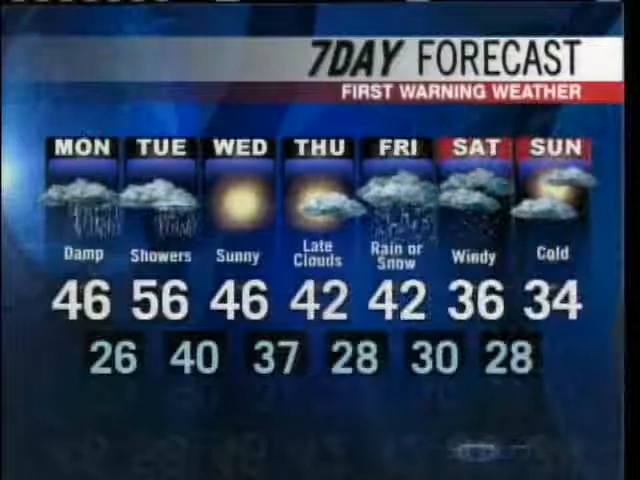 7DAY FORECAST
FIRST WARNING WEATHER
MON TUE WED THU FRI SAT SUN
Damp Showers Sunny Late Clouds Rain or Snow Windy Cold
46 56 46 42 42 36 34
26 40 37 28 30 28